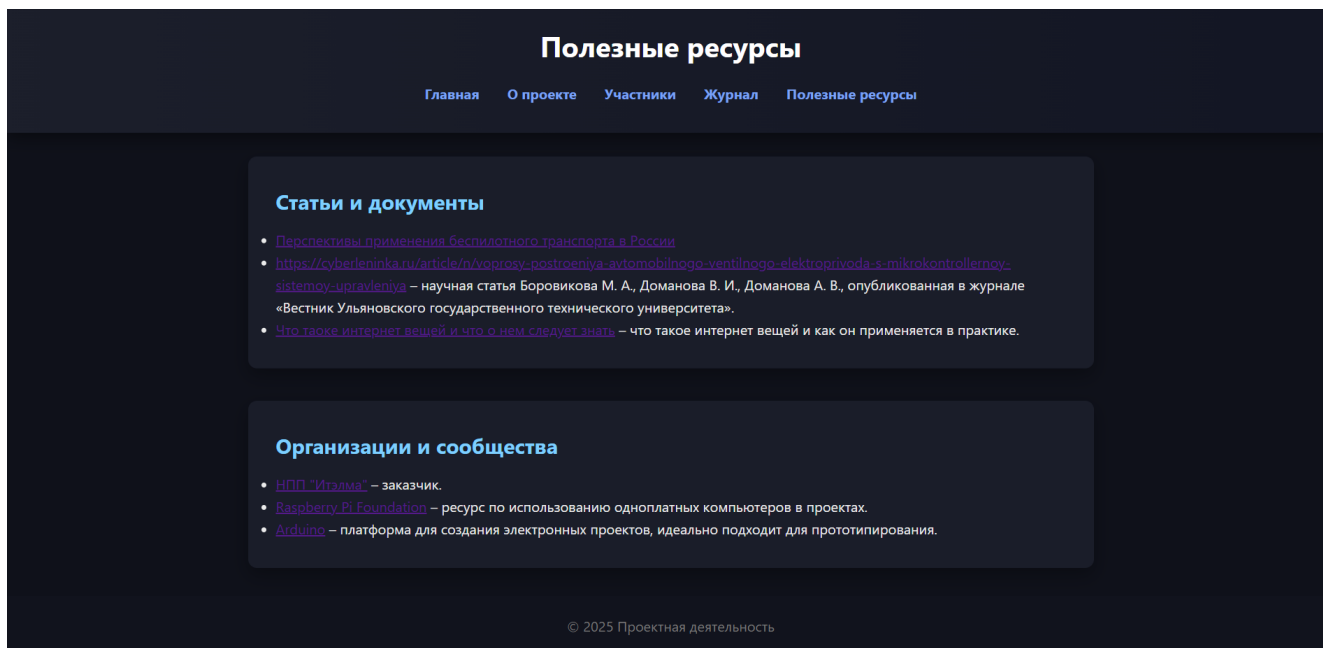 Полезные ресурсы
Главная О проекте Участники Журнал Полезные ресурсы
Статьи и документы
Перспективы применения беспилотного транспорта в России
https://cyberleninka.ru/article/n/voprosy-postroeniya-avtomobilnogo-ventilnogo-elektroprivoda-s-mikrokontrollernoy-
sistemoy-upravleniya – научная статья Боровикова М. А., Доманова В. И., Доманова А. В., опубликованная в журнале
«Вестник Ульяновского государственного технического университета».
Что таоке интернет вещей и что о нем следует знать – что такое интернет вещей и как он применяется в практике.
Организации и сообщества
НПП "Итэлма" – заказчик.
Raspberry Pi Foundation – ресурс по использованию одноплатных компьютеров в проектах.
Arduino – платформа для создания электронных проектов, идеально подходит для прототипирования.
© 2025 Проектная деятельность